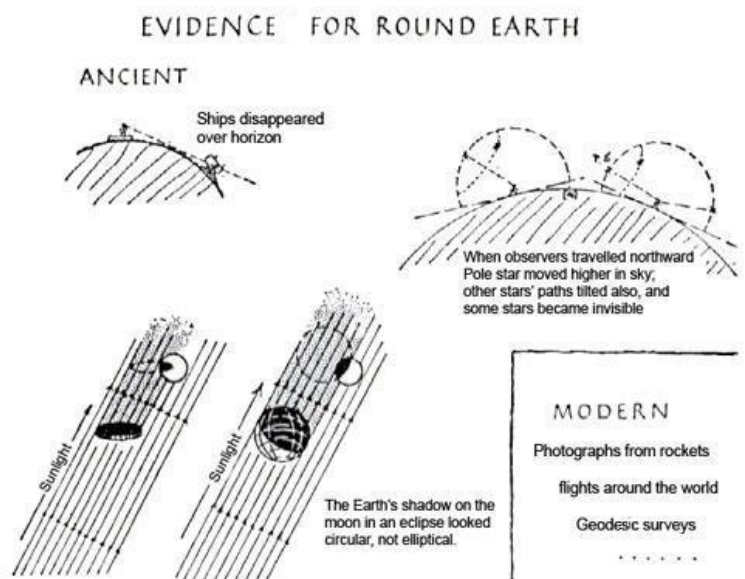 EVIDENCE FOR ROUND EARTH
ANCIENT
Ships disappeared
over horizon
P.S
When observers travelled northward
Pole star moved higher in sky;
other stars' paths tilted also, and
some stars became invisible
Sunlight
Sunlight
The Earth's shadow on the
moon in an eclipse looked
circular, not elliptical.
MODERN
Photographs from rockets
flights around the world
Geodesic surveys
. . . . . .